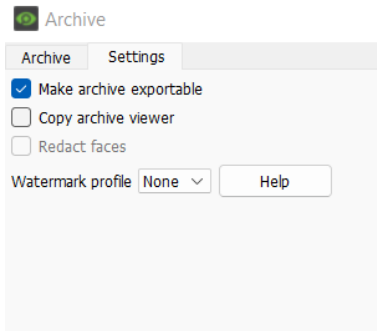 Archive
Archive Settings
Make archive exportable
Copy archive viewer
Redact faces
Watermark profile None Help